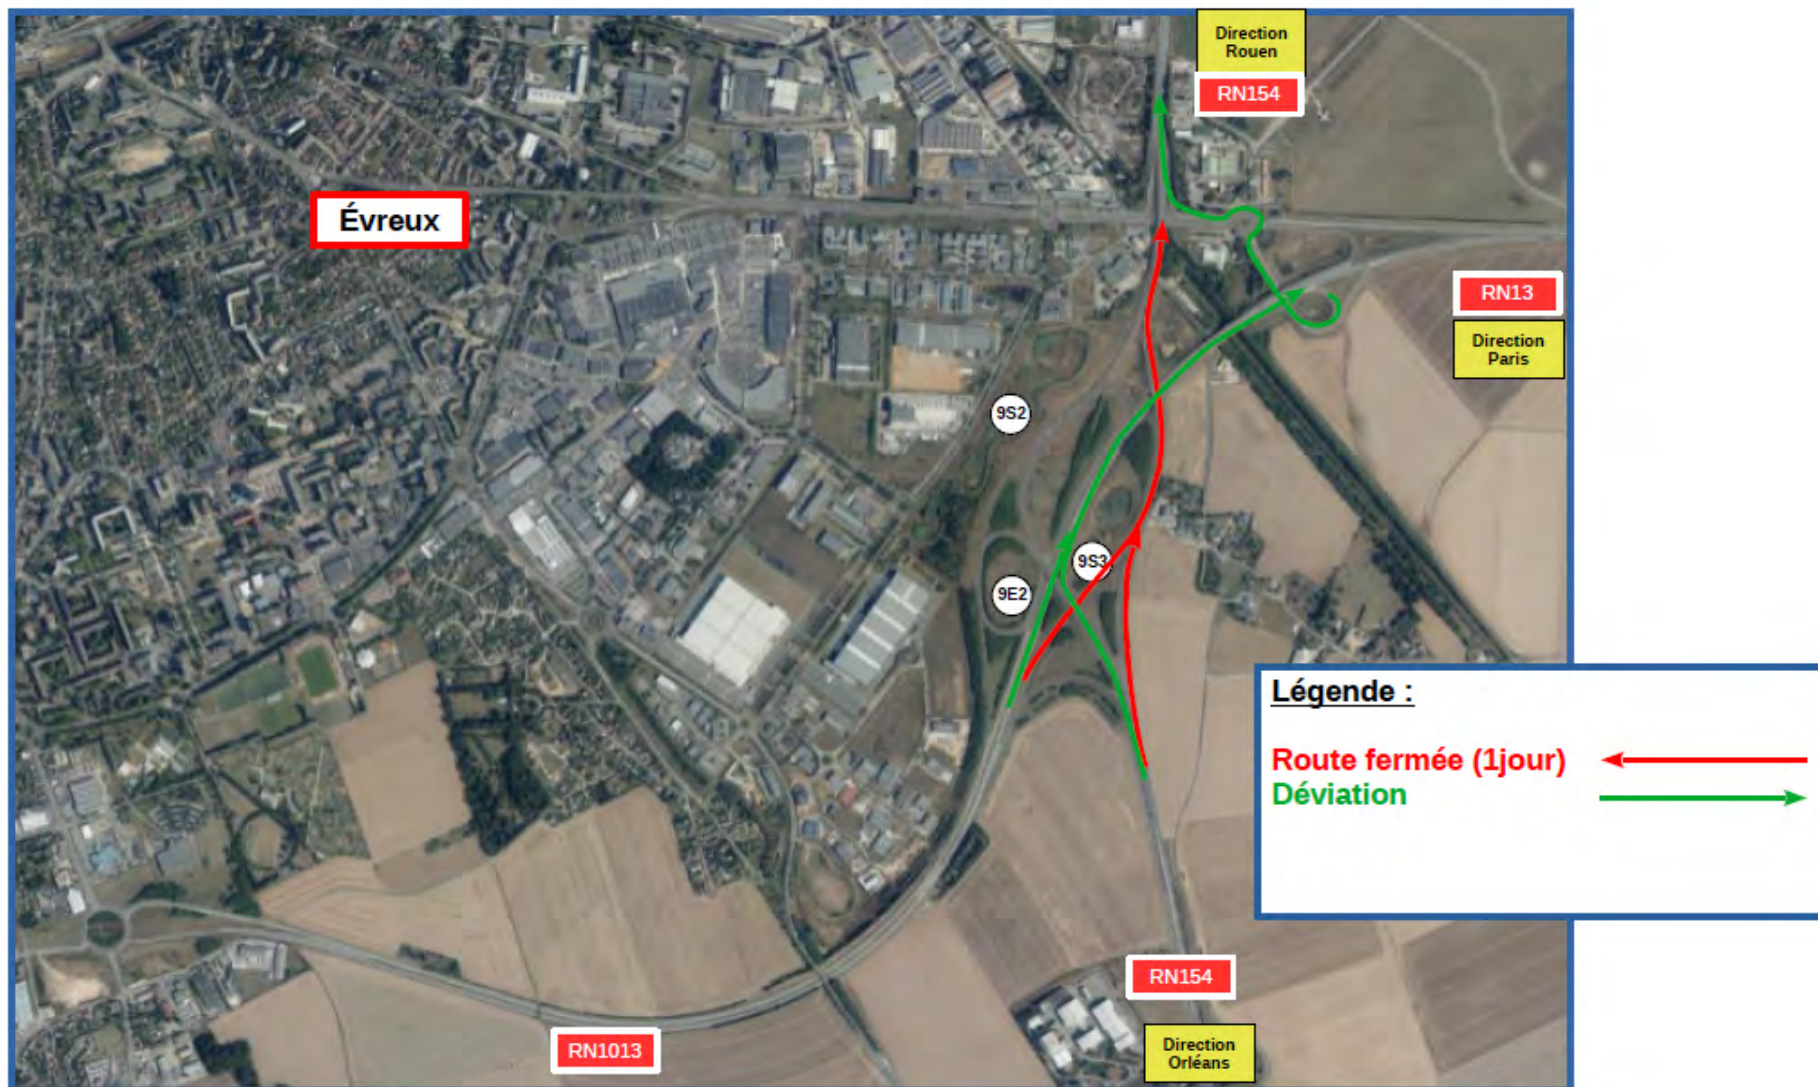 Direction
Rouen
RN154
Évreux
RN13
Direction
Paris
9S2
9S3
9E2
Légende :
Route fermée (1jour)
Déviation
RN154
RN1013
Direction
Orléans